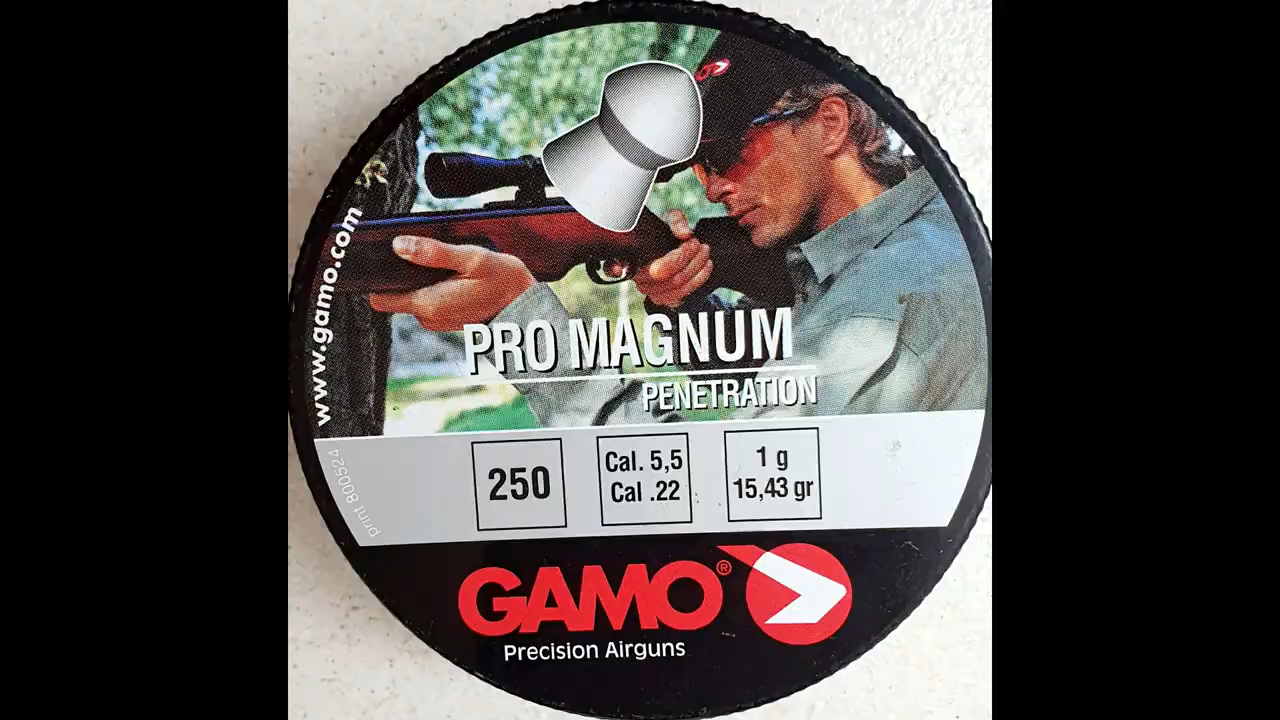 www.gamo.com
PRO MAGNUM
PENETRATION
250
Cal. 5,5
Cal .22
1 g
15,43 gr
print 800524
GAMO®
Precision Airguns